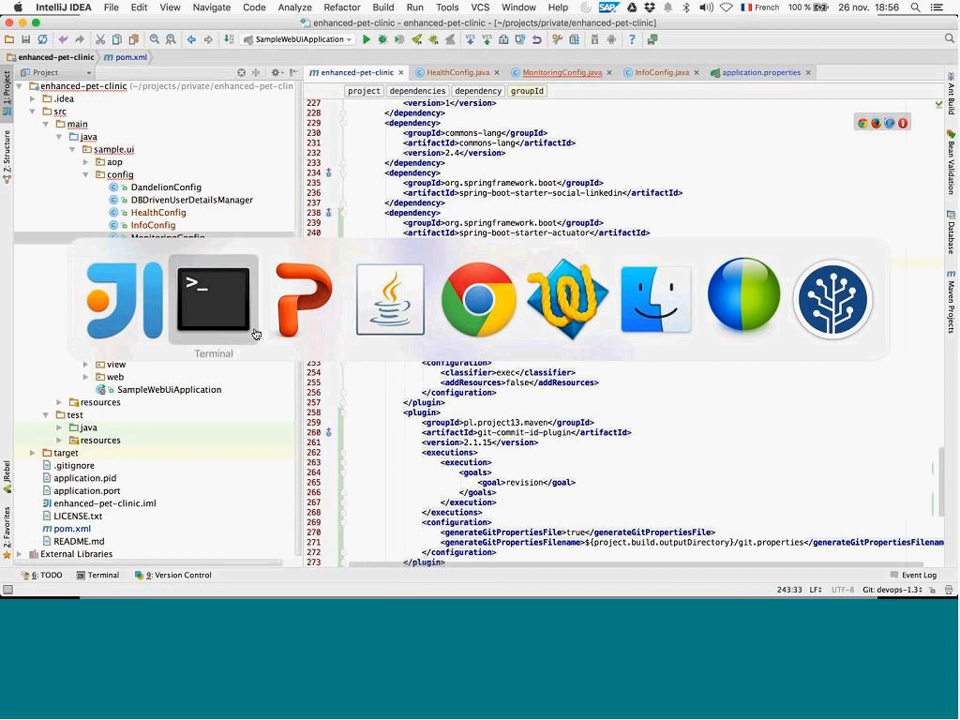 IntelliJ IDEA File Edit View Navigate Code Analyze Refactor Build Run Tools VCS Window Help SAP French 100 % 26 nov. 18:56
enhanced-pet-clinic - enhanced-pet-clinic - [~/projects/private/enhanced-pet-clinic]
SampleWebUiApplication
enhanced-pet-clinic pom.xml
Project
enhanced-pet-clinic × HealthConfig.java × MonitoringConfig.java × InfoConfig.java × application.properties ×
project dependencies dependency groupId
1: Project
Z: Structure
JRebel
2: Favorites
enhanced-pet-clinic (~/projects/private/enhanced-pet-clin
.idea
src
main
java
sample.ui
aop
config
DandelionConfig
DBDrivenUserDetailsManager
HealthConfig
InfoConfig
MonitoringConfig
view
web
SampleWebUiApplication
resources
test
java
resources
target
.gitignore
application.pid
application.port
enhanced-pet-clinic.iml
LICENSE.txt
pom.xml
README.md
External Libraries
227 <version>1</version>
228 </dependency>
229 <dependency>
230 <groupId>commons-lang</groupId>
231 <artifactId>commons-lang</artifactId>
232 <version>2.4</version>
233 </dependency>
234 <dependency>
235 <groupId>org.springframework.boot</groupId>
236 <artifactId>spring-boot-starter-social-linkedin</artifactId>
237 </dependency>
238 <dependency>
239 <groupId>org.springframework.boot</groupId>
240 <artifactId>spring-boot-starter-actuator</artifactId>
>_
Terminal
253 <configuration>
254 <classifier>exec</classifier>
255 <addResources>false</addResources>
256 </configuration>
257 </plugin>
258 <plugin>
259 <groupId>pl.project13.maven</groupId>
260 <artifactId>git-commit-id-plugin</artifactId>
261 <version>2.1.15</version>
262 <executions>
263 <execution>
264 <goals>
265 <goal>revision</goal>
266 </goals>
267 </execution>
268 </executions>
269 <configuration>
270 <generateGitPropertiesFile>true</generateGitPropertiesFile>
271 <generateGitPropertiesFilename>${project.build.outputDirectory}/git.properties</generateGitPropertiesFilenam
272 </configuration>
273 </plugin>
Ant Build
Bean Validation
Database
Maven Projects
6: TODO Terminal 9: Version Control Event Log
243:33 LF UTF-8 Git: devops-1.3